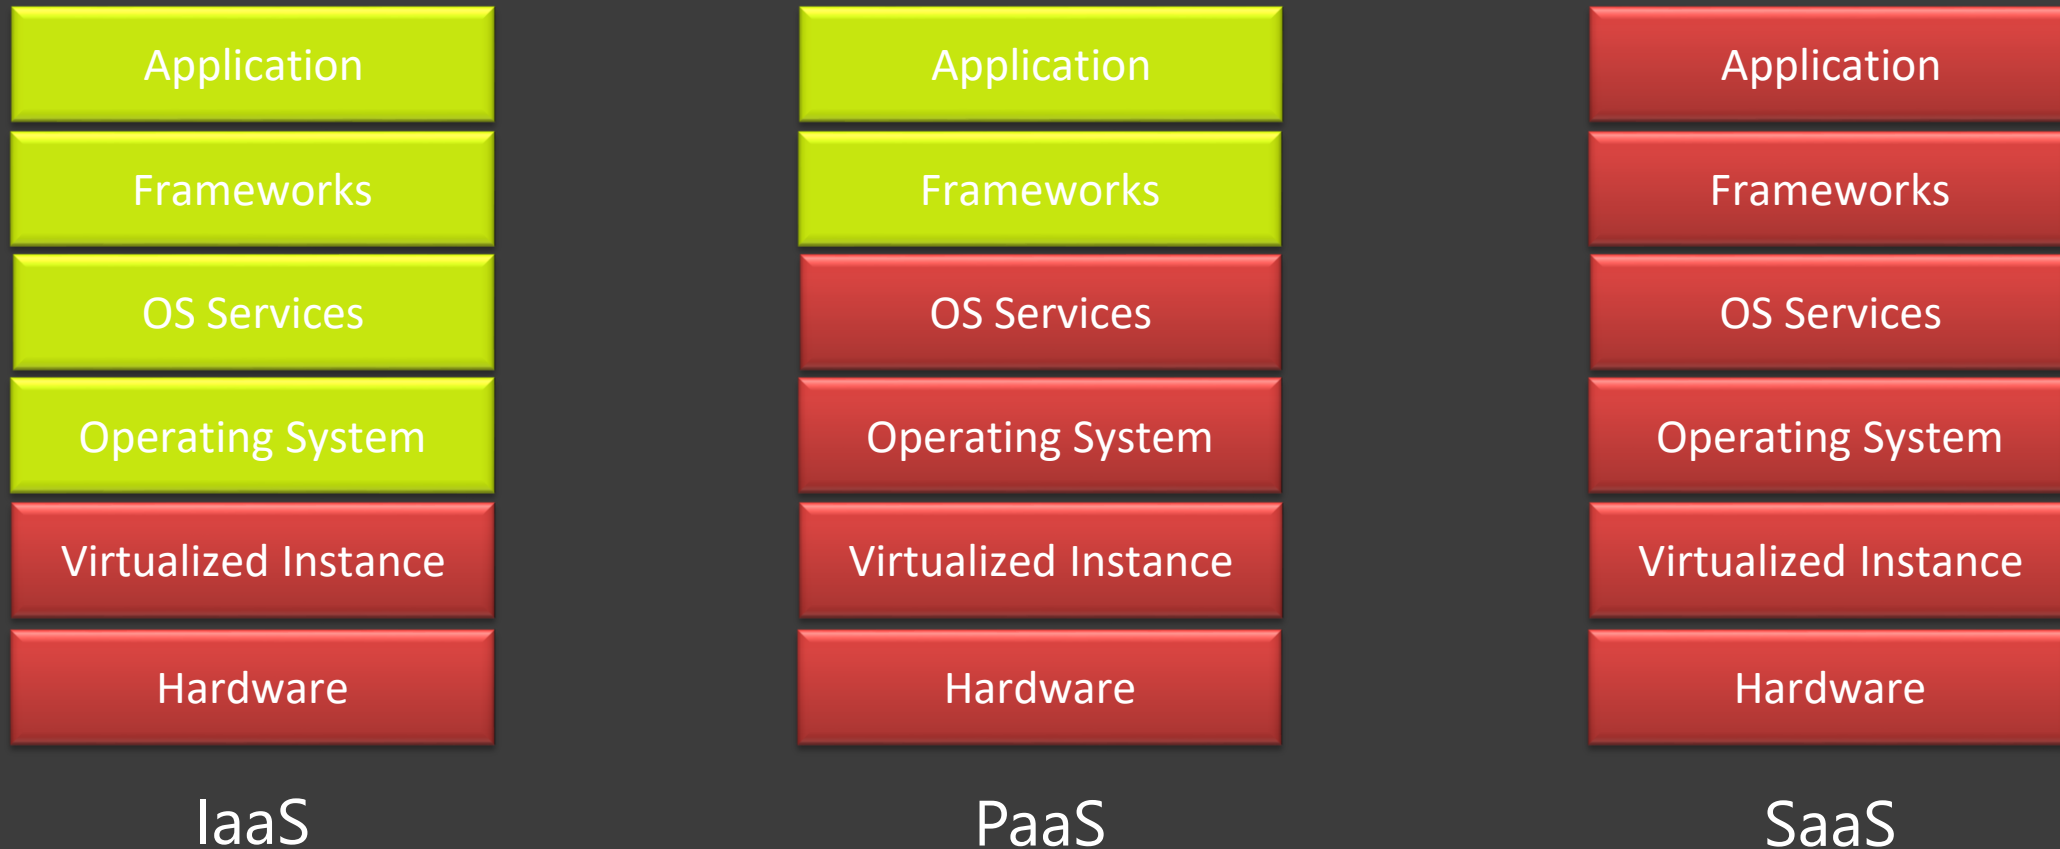 Application
Frameworks
OS Services
Operating System
Virtualized Instance
Hardware
IaaS
Application
Frameworks
OS Services
Operating System
Virtualized Instance
Hardware
PaaS
Application
Frameworks
OS Services
Operating System
Virtualized Instance
Hardware
SaaS